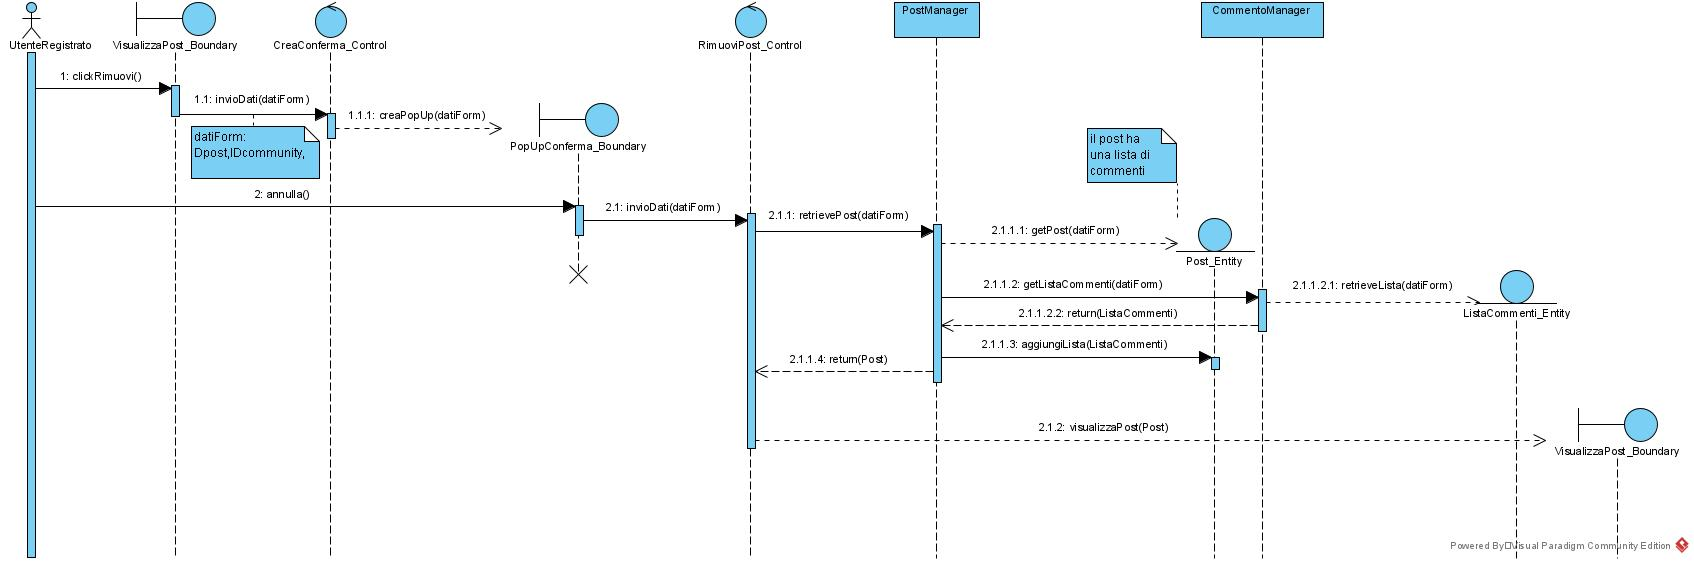 PostManager
CommentoManager
UtenteRegistrato
VisualizzaPost_Boundary
CreaConferma_Control
RimuoviPost_Control
1: clickRimuovi()
1.1: invioDati(datiForm)
1.1.1: creaPopUp(datiForm)
datiForm:
Dpost,IDcommunity,
PopUpConferma_Boundary
il post ha
una lista di
commenti
2: annulla()
2.1: invioDati(datiForm)
2.1.1: retrievePost(datiForm)
2.1.1.1: getPost(datiForm)
Post_Entity
2.1.1.2: getListaCommenti(datiForm)
2.1.1.2.1: retrieveLista(datiForm)
ListaCommenti_Entity
2.1.1.2.2: return(ListaCommenti)
2.1.1.3: aggiungiLista(ListaCommenti)
2.1.1.4: return(Post)
2.1.2: visualizzaPost(Post)
VisualizzaPost_Boundary
Powered By Visual Paradigm Community Edition